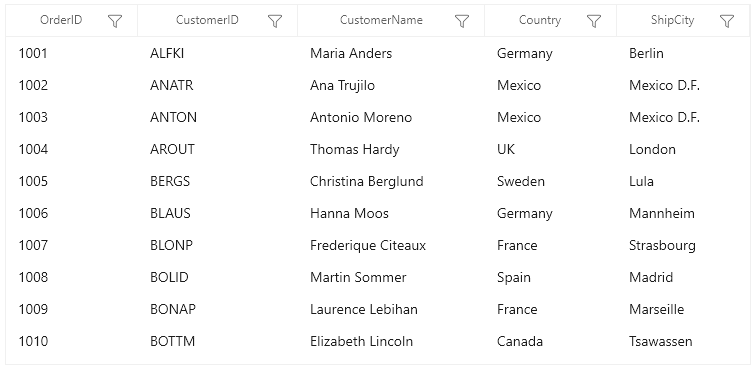 OrderID CustomerID CustomerName Country ShipCity
1001 ALFKI Maria Anders Germany Berlin
1002 ANATR Ana Trujilo Mexico Mexico D.F.
1003 ANTON Antonio Moreno Mexico Mexico D.F.
1004 AROUT Thomas Hardy UK London
1005 BERGS Christina Berglund Sweden Lula
1006 BLAUS Hanna Moos Germany Mannheim
1007 BLONP Frederique Citeaux France Strasbourg
1008 BOLID Martin Sommer Spain Madrid
1009 BONAP Laurence Lebihan France Marseille
1010 BOTTM Elizabeth Lincoln Canada Tsawassen